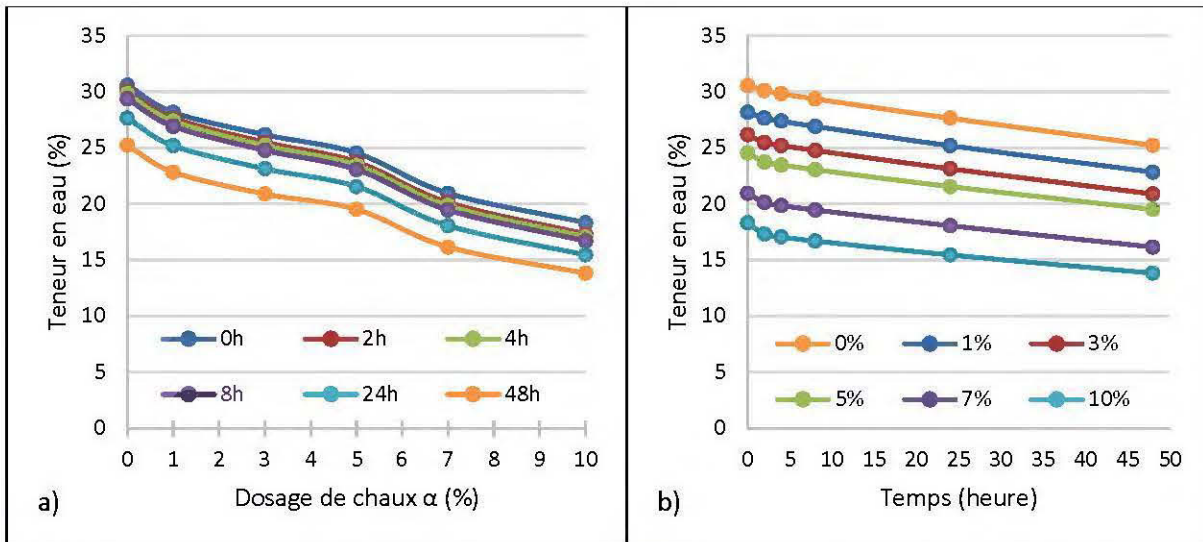 35
30
25
20
15
10
5
0
Teneur en eau (%)
0h 2h 4h
8h 24h 48h
0 1 2 3 4 5 6 7 8 9 10
Dosage de chaux α (%)
a)
35
30
25
20
15
10
5
0
Teneur en eau (%)
0% 1% 3%
5% 7% 10%
0 5 10 15 20 25 30 35 40 45 50
Temps (heure)
b)